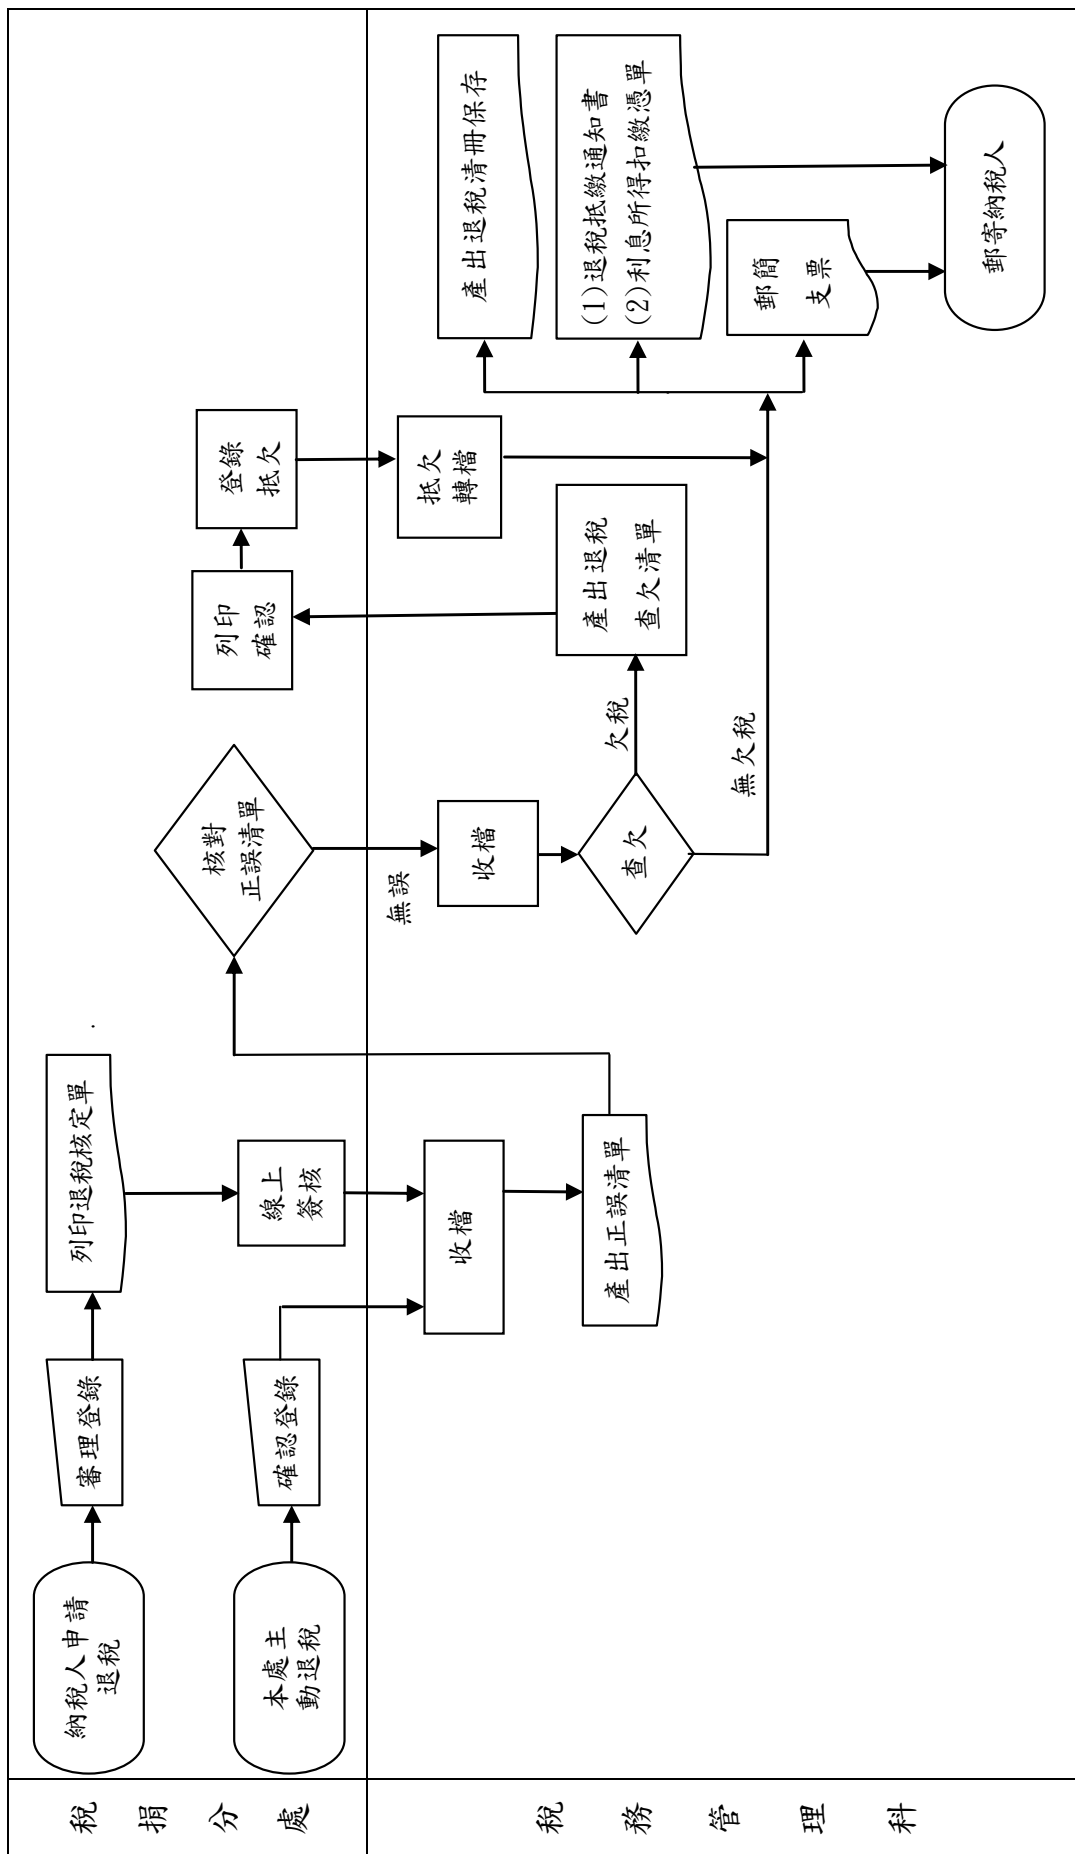 稅捐分處
納稅人申請
退稅
審理登錄
列印退稅核定單
線上
簽核
本處主
動退稅
確認登錄
核對
正誤清單
無誤
列印
確認
登錄
抵欠
稅務管理科
收檔
產出正誤清單
收檔
查欠
欠稅
無欠稅
產出退稅
查欠清單
抵欠
轉檔
產出退稅清冊保存
(1)退稅抵繳通知書
(2)利息所得扣繳憑單
郵簡
支票
郵寄納稅人